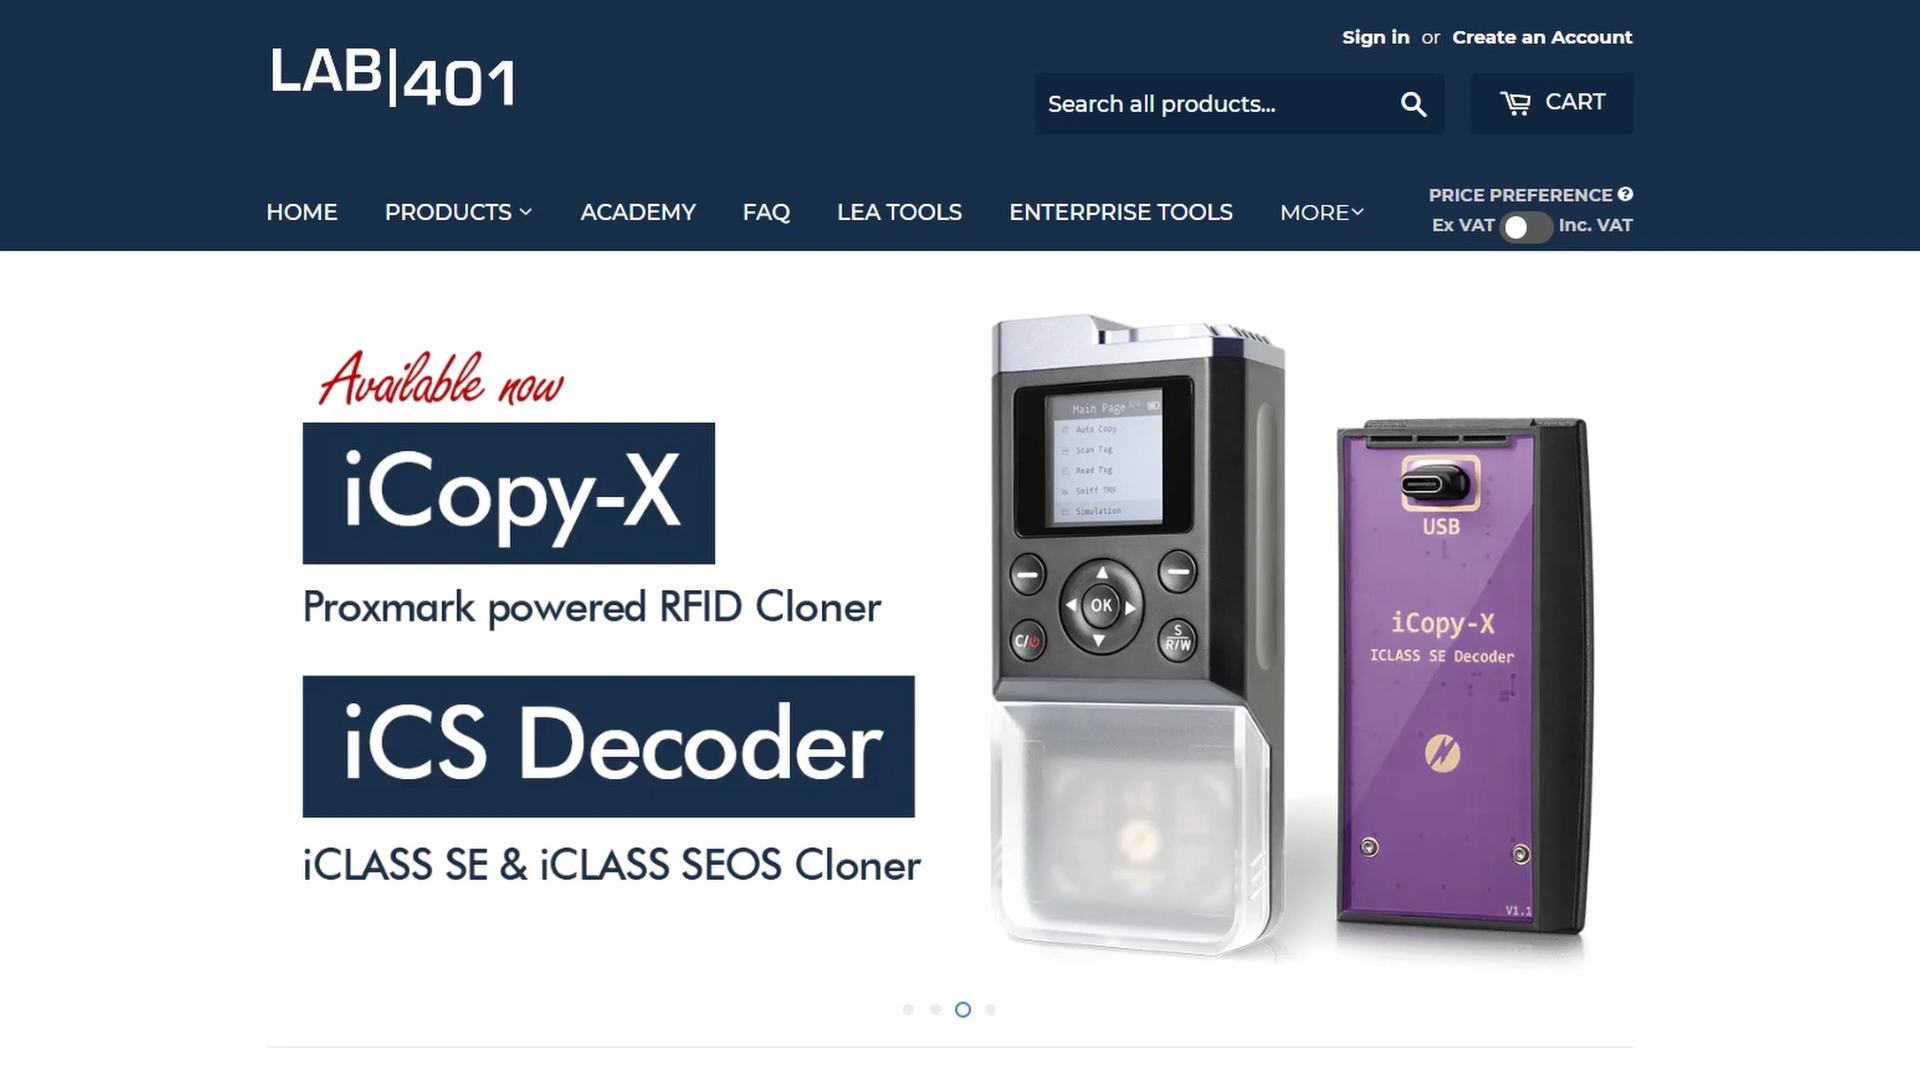 LAB|401
Sign in or Create an Account
Search all products...
CART
HOME PRODUCTS ACADEMY FAQ LEA TOOLS ENTERPRISE TOOLS MORE
PRICE PREFERENCE ?
Ex VAT Inc. VAT
Available now
iCopy-X
Proxmark powered RFID Cloner
iCS Decoder
iCLASS SE & iCLASS SEOS Cloner
Main Page
Auto Copy
Scan Tag
Read Tag
Sniff TRF
Simulation
OK
C/
S
R/W
USB
iCopy-X
ICLASS SE Decoder
V1.1